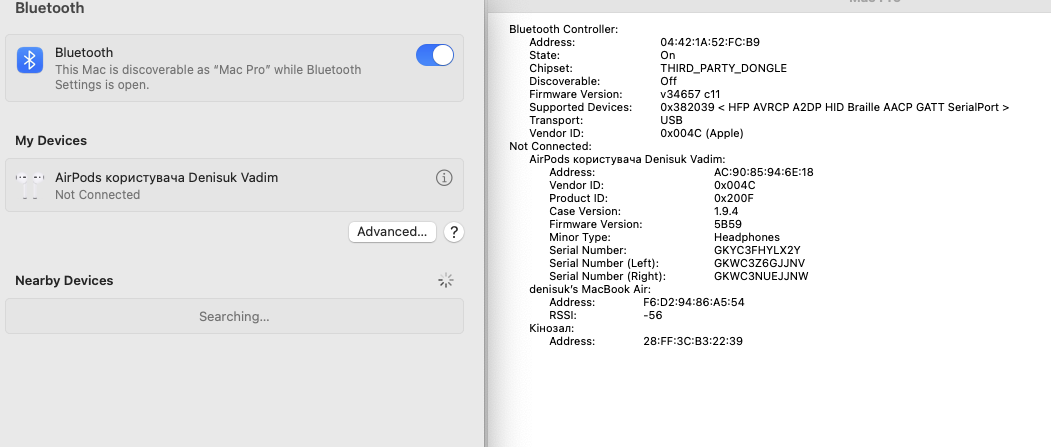 Bluetooth
Bluetooth
This Mac is discoverable as “Mac Pro” while Bluetooth
Settings is open.
My Devices
AirPods користувача Denisuk Vadim
Not Connected
Advanced...
?
Nearby Devices
Searching...
Mac Pro
Bluetooth Controller:
Address: 04:42:1A:52:FC:B9
State: On
Chipset: THIRD_PARTY_DONGLE
Discoverable: Off
Firmware Version: v34657 c11
Supported Devices: 0x382039 < HFP AVRCP A2DP HID Braille AACP GATT SerialPort >
Transport: USB
Vendor ID: 0x004C (Apple)
Not Connected:
AirPods користувача Denisuk Vadim:
Address: AC:90:85:94:6E:18
Vendor ID: 0x004C
Product ID: 0x200F
Case Version: 1.9.4
Firmware Version: 5B59
Minor Type: Headphones
Serial Number: GKYC3FHYLX2Y
Serial Number (Left): GKWC3Z6GJJNV
Serial Number (Right): GKWC3NUEJJNW
denisuk's MacBook Air:
Address: F6:D2:94:86:A5:54
RSSI: -56
Кінозал:
Address: 28:FF:3C:B3:22:39